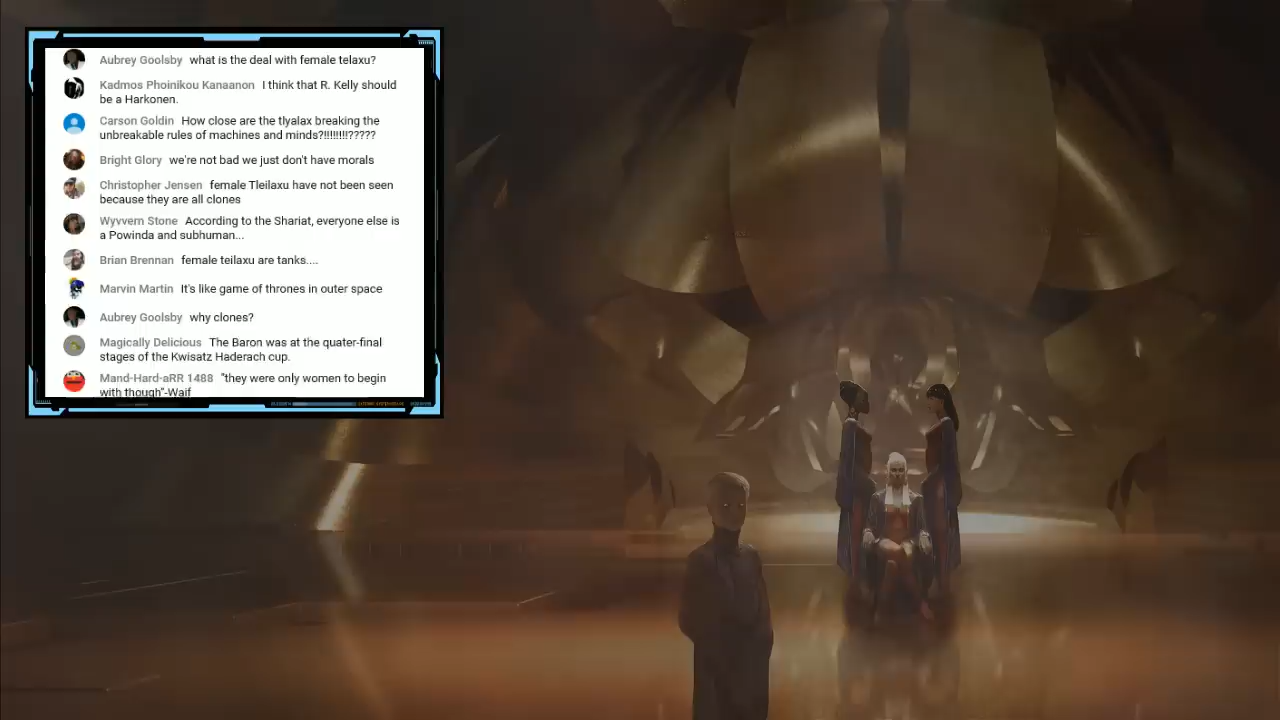 Aubrey Goolsby what is the deal with female telaxu?
Kadmos Phoinikou Kanaanon I think that R. Kelly should
be a Harkonen.
Carson Goldin How close are the tlyalax breaking the
unbreakable rules of machines and minds?!!!!!!!!?????
Bright Glory we're not bad we just don't have morals
Christopher Jensen female Tleilaxu have not been seen
because they are all clones
Wyvvern Stone According to the Shariat, everyone else is
a Powinda and subhuman...
Brian Brennan female teilaxu are tanks....
Marvin Martin It's like game of thrones in outer space
Aubrey Goolsby why clones?
Magically Delicious The Baron was at the quater-final
stages of the Kwisatz Haderach cup.
Mand-Hard-aRR 1488 "they were only women to begin
with though"-Waif